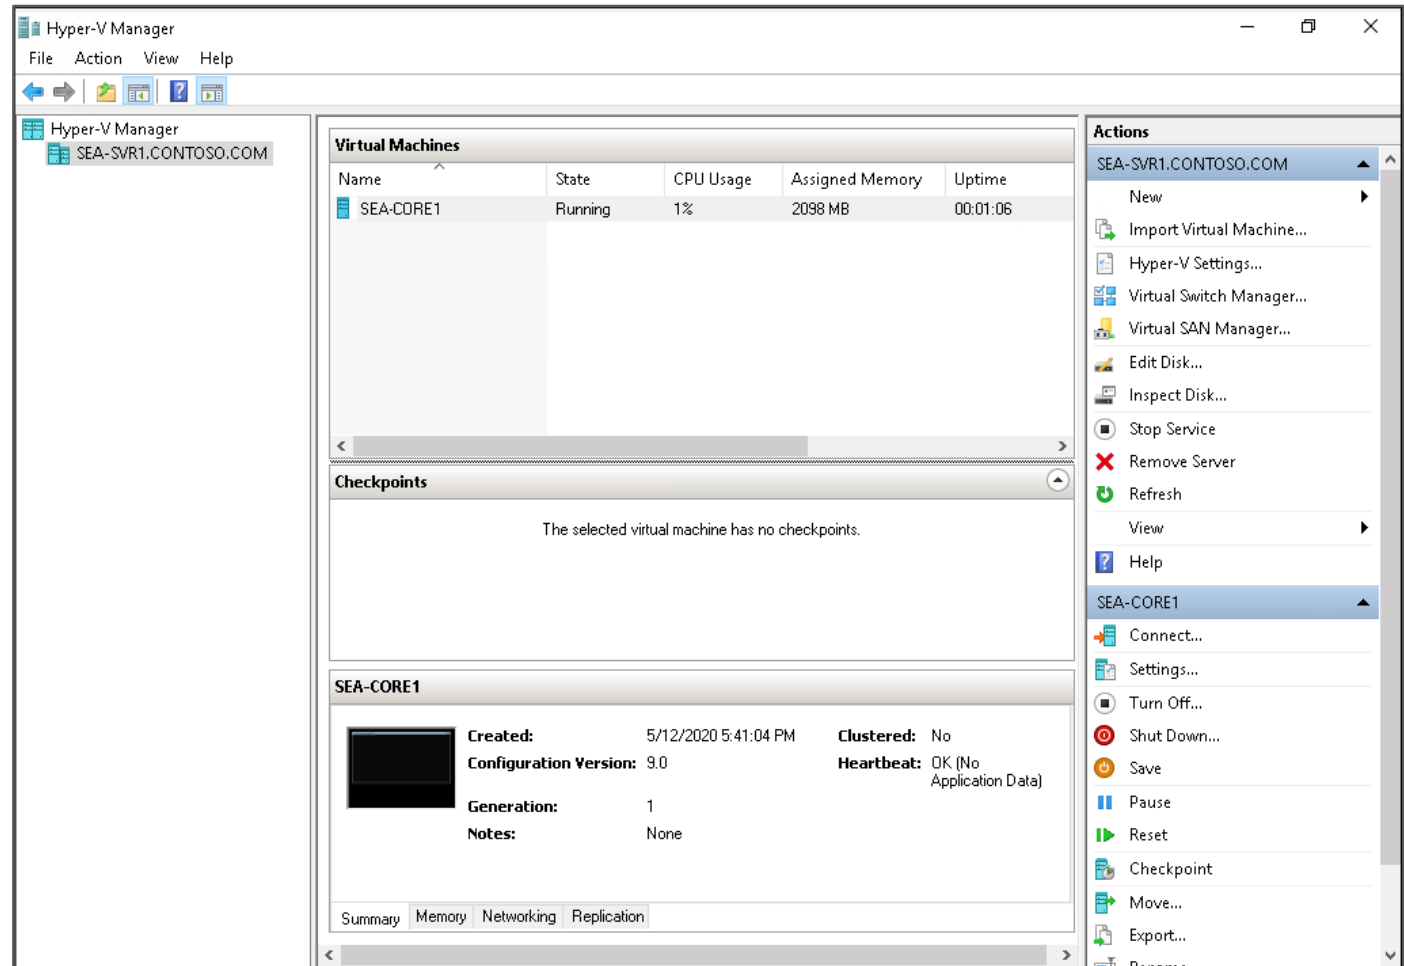 Hyper-V Manager
File Action View Help
Hyper-V Manager
SEA-SVR1.CONTOSO.COM
Virtual Machines
Name State CPU Usage Assigned Memory Uptime
SEA-CORE1 Running 1% 2098 MB 00:01:06
Checkpoints
The selected virtual machine has no checkpoints.
SEA-CORE1
Created: 5/12/2020 5:41:04 PM Clustered: No
Configuration Version: 9.0 Heartbeat: OK (No
Application Data)
Generation: 1
Notes: None
Summary Memory Networking Replication
Actions
SEA-SVR1.CONTOSO.COM
New
Import Virtual Machine...
Hyper-V Settings...
Virtual Switch Manager...
Virtual SAN Manager...
Edit Disk...
Inspect Disk...
Stop Service
Remove Server
Refresh
View
Help
SEA-CORE1
Connect...
Settings...
Turn Off...
Shut Down...
Save
Pause
Reset
Checkpoint
Move...
Export...